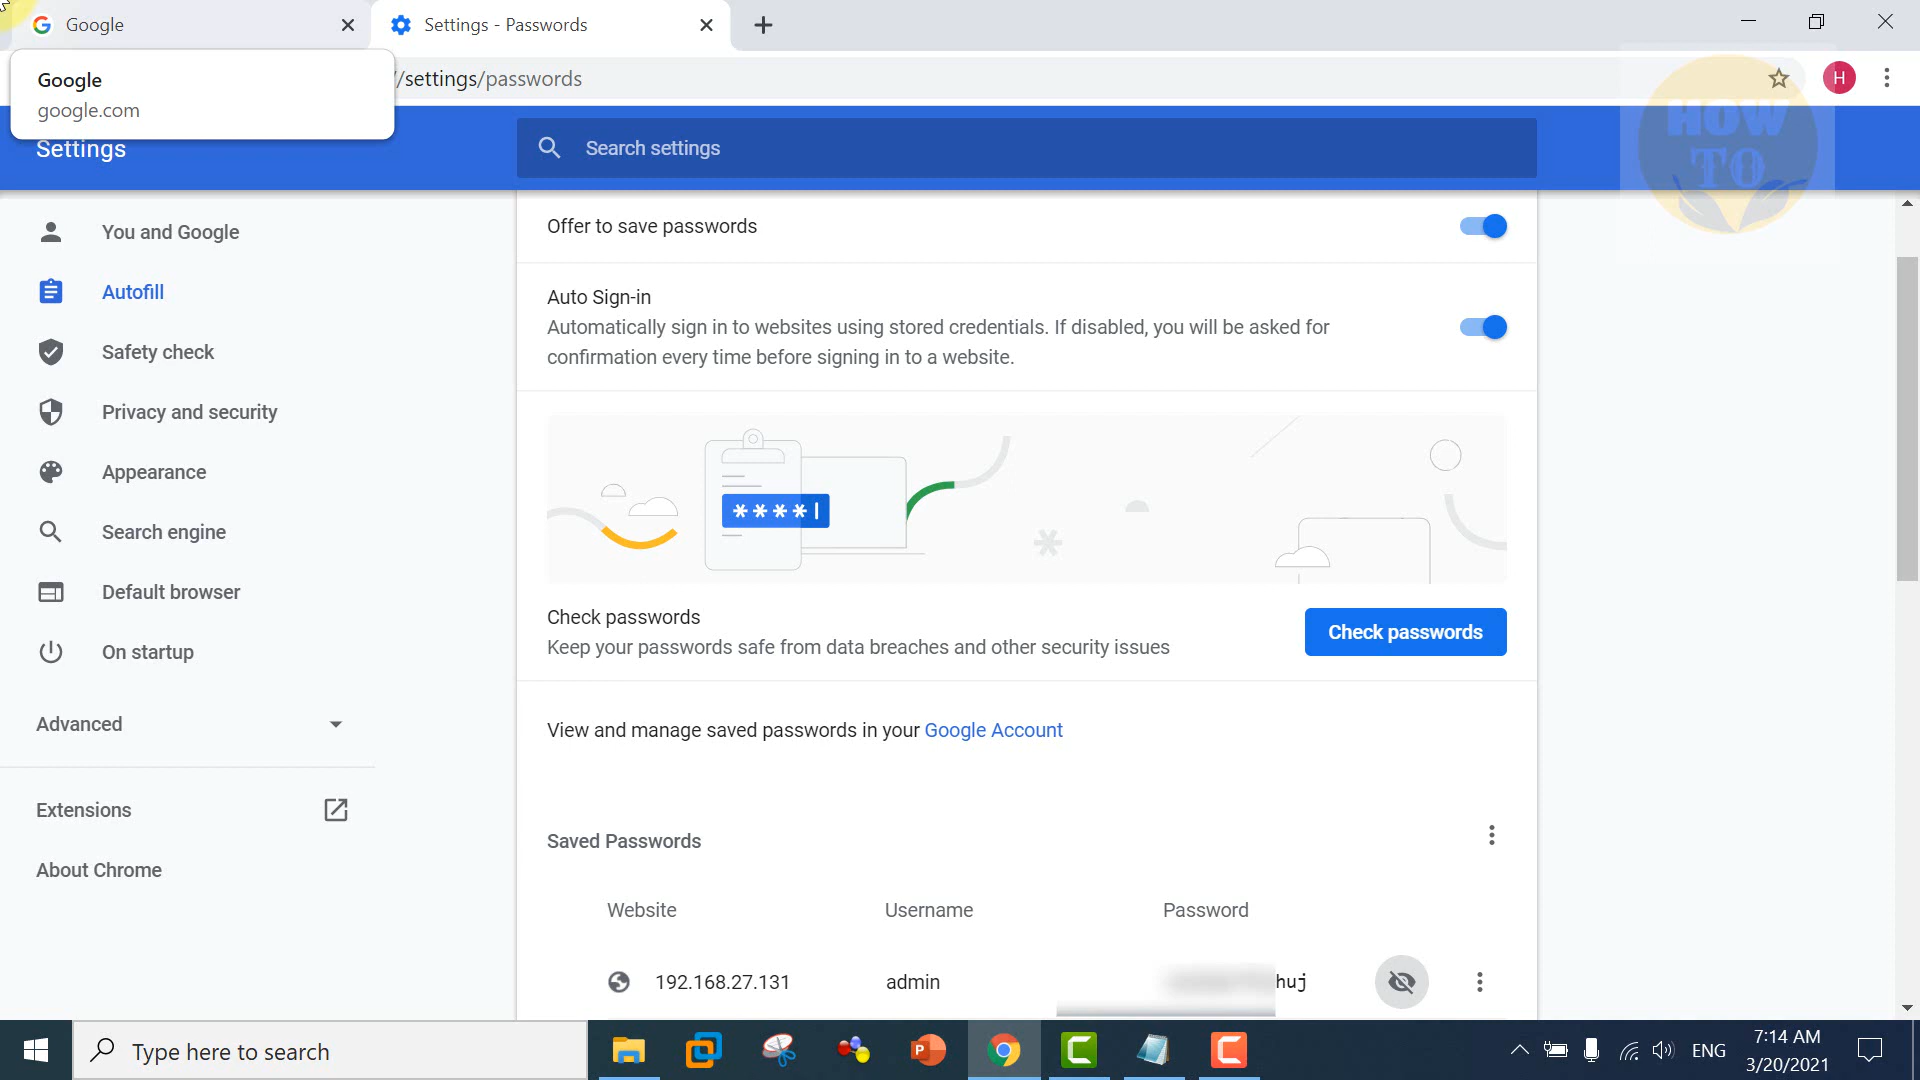 Google
Settings - Passwords
Google
google.com
//settings/passwords
H
HOW
TO
Settings
Search settings
You and Google
Autofill
Safety check
Privacy and security
Appearance
Search engine
Default browser
On startup
Advanced
Extensions
About Chrome
Offer to save passwords
Auto Sign-in
Automatically sign in to websites using stored credentials. If disabled, you will be asked for
confirmation every time before signing in to a website.
****|
Check passwords
Keep your passwords safe from data breaches and other security issues
Check passwords
View and manage saved passwords in your Google Account
Saved Passwords
Website Username Password
192.168.27.131 admin huj
Type here to search
ENG
7:14 AM
3/20/2021